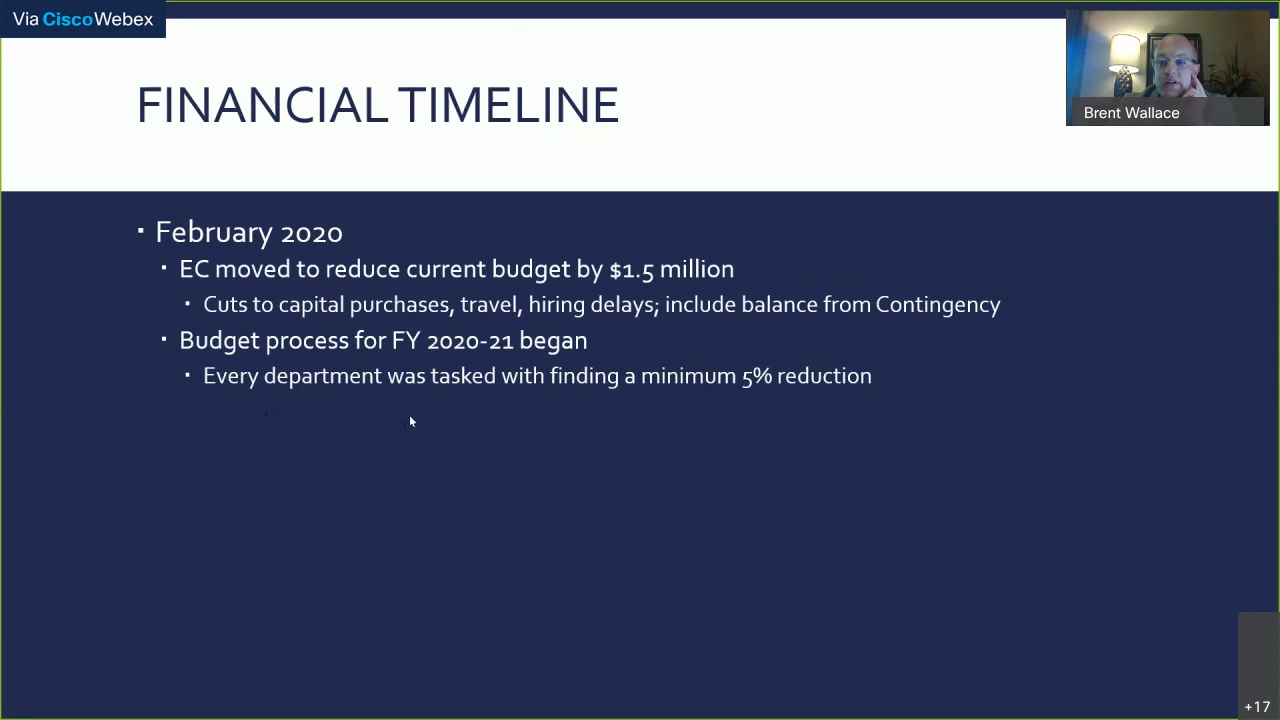 Via CiscoWebex
FINANCIAL TIMELINE
Brent Wallace
▪ February 2020
▪ EC moved to reduce current budget by $1.5 million
▪ Cuts to capital purchases, travel, hiring delays; include balance from Contingency
▪ Budget process for FY 2020-21 began
▪ Every department was tasked with finding a minimum 5% reduction
+17